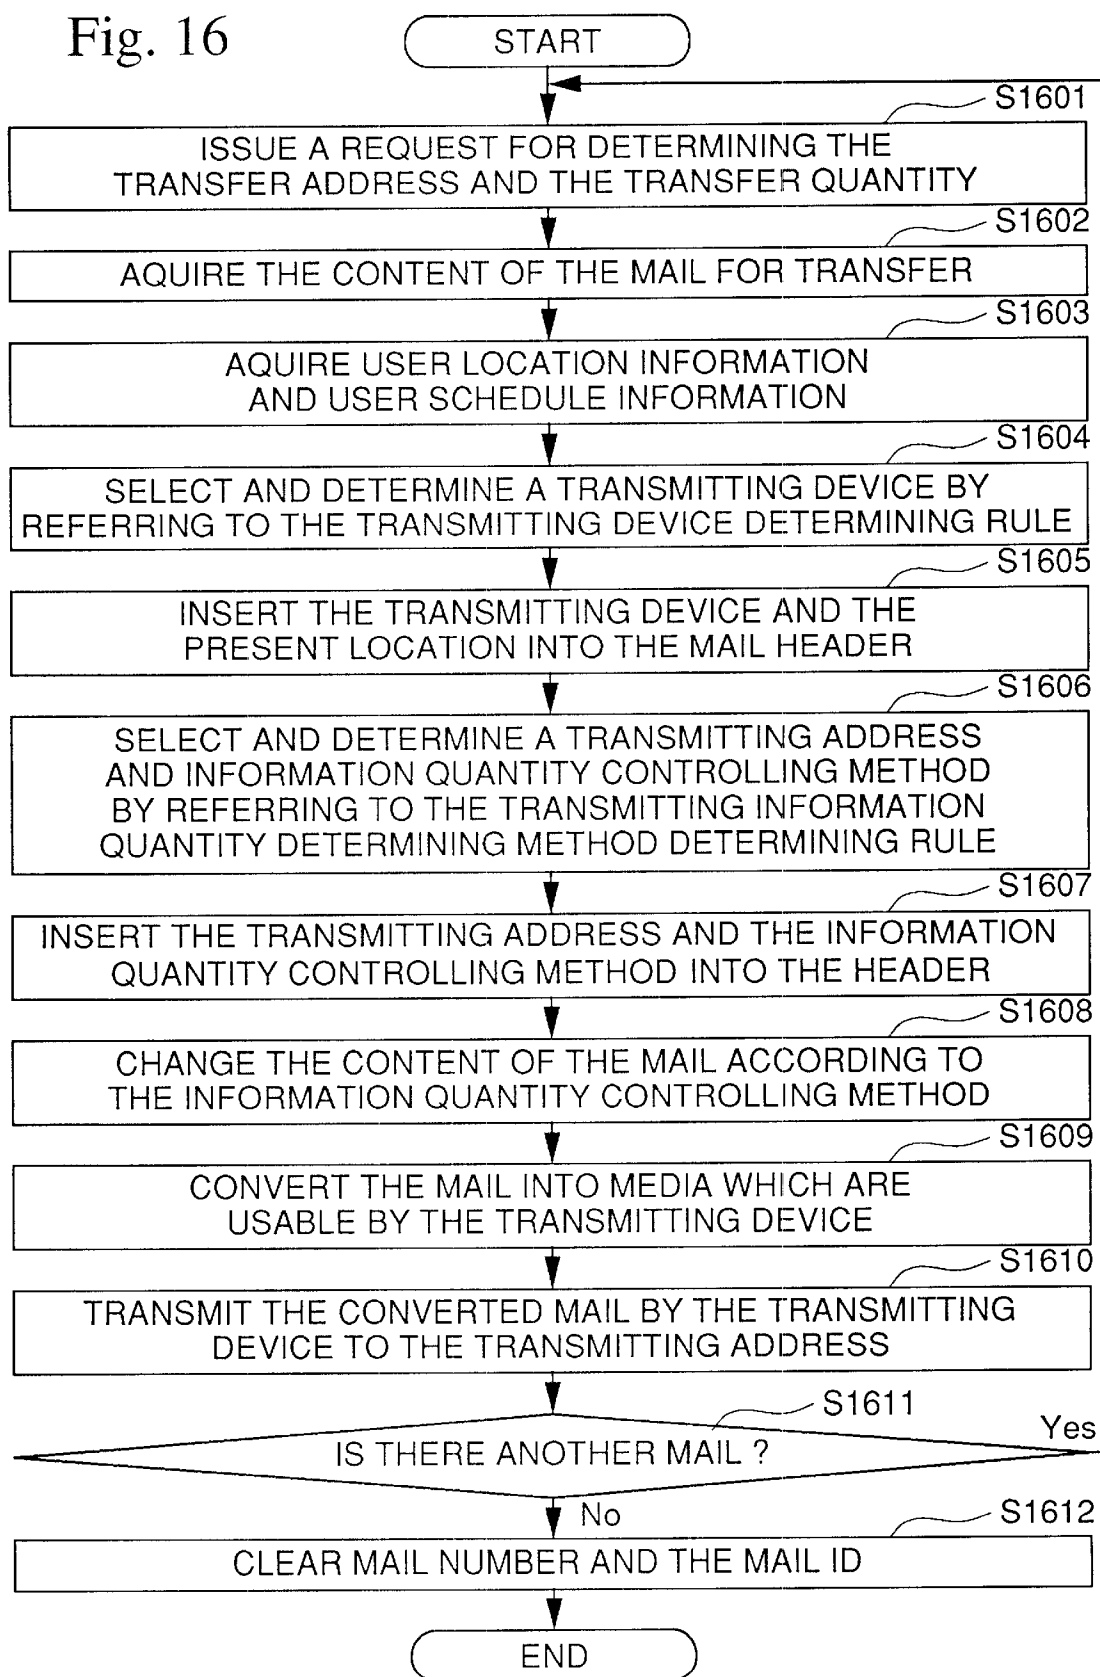 Fig. 16
START
S1601
ISSUE A REQUEST FOR DETERMINING THE
TRANSFER ADDRESS AND THE TRANSFER QUANTITY
S1602
AQUIRE THE CONTENT OF THE MAIL FOR TRANSFER
S1603
AQUIRE USER LOCATION INFORMATION
AND USER SCHEDULE INFORMATION
S1604
SELECT AND DETERMINE A TRANSMITTING DEVICE BY
REFERRING TO THE TRANSMITTING DEVICE DETERMINING RULE
S1605
INSERT THE TRANSMITTING DEVICE AND THE
PRESENT LOCATION INTO THE MAIL HEADER
S1606
SELECT AND DETERMINE A TRANSMITTING ADDRESS
AND INFORMATION QUANTITY CONTROLLING METHOD
BY REFERRING TO THE TRANSMITTING INFORMATION
QUANTITY DETERMINING METHOD DETERMINING RULE
S1607
INSERT THE TRANSMITTING ADDRESS AND THE INFORMATION
QUANTITY CONTROLLING METHOD INTO THE HEADER
S1608
CHANGE THE CONTENT OF THE MAIL ACCORDING TO
THE INFORMATION QUANTITY CONTROLLING METHOD
S1609
CONVERT THE MAIL INTO MEDIA WHICH ARE
USABLE BY THE TRANSMITTING DEVICE
S1610
TRANSMIT THE CONVERTED MAIL BY THE TRANSMITTING
DEVICE TO THE TRANSMITTING ADDRESS
S1611
IS THERE ANOTHER MAIL ?
Yes
No
S1612
CLEAR MAIL NUMBER AND THE MAIL ID
END